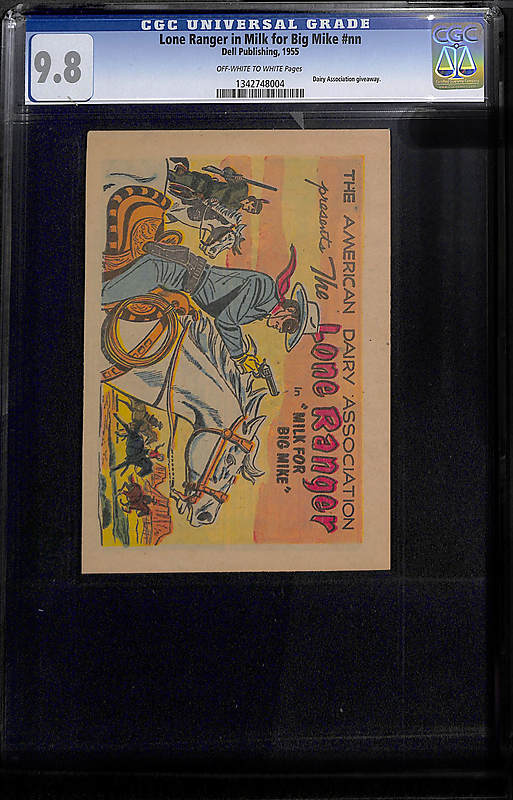 CGC UNIVERSAL GRADE
9.8
Lone Ranger in Milk for Big Mike #nn
Dell Publishing, 1955
OFF-WHITE TO WHITE Pages
Dairy Association giveaway.
1342748004
CGC
THE AMERICAN DAIRY ASSOCIATION
presents The
Lone Ranger
in
"MILK FOR
BIG MIKE"